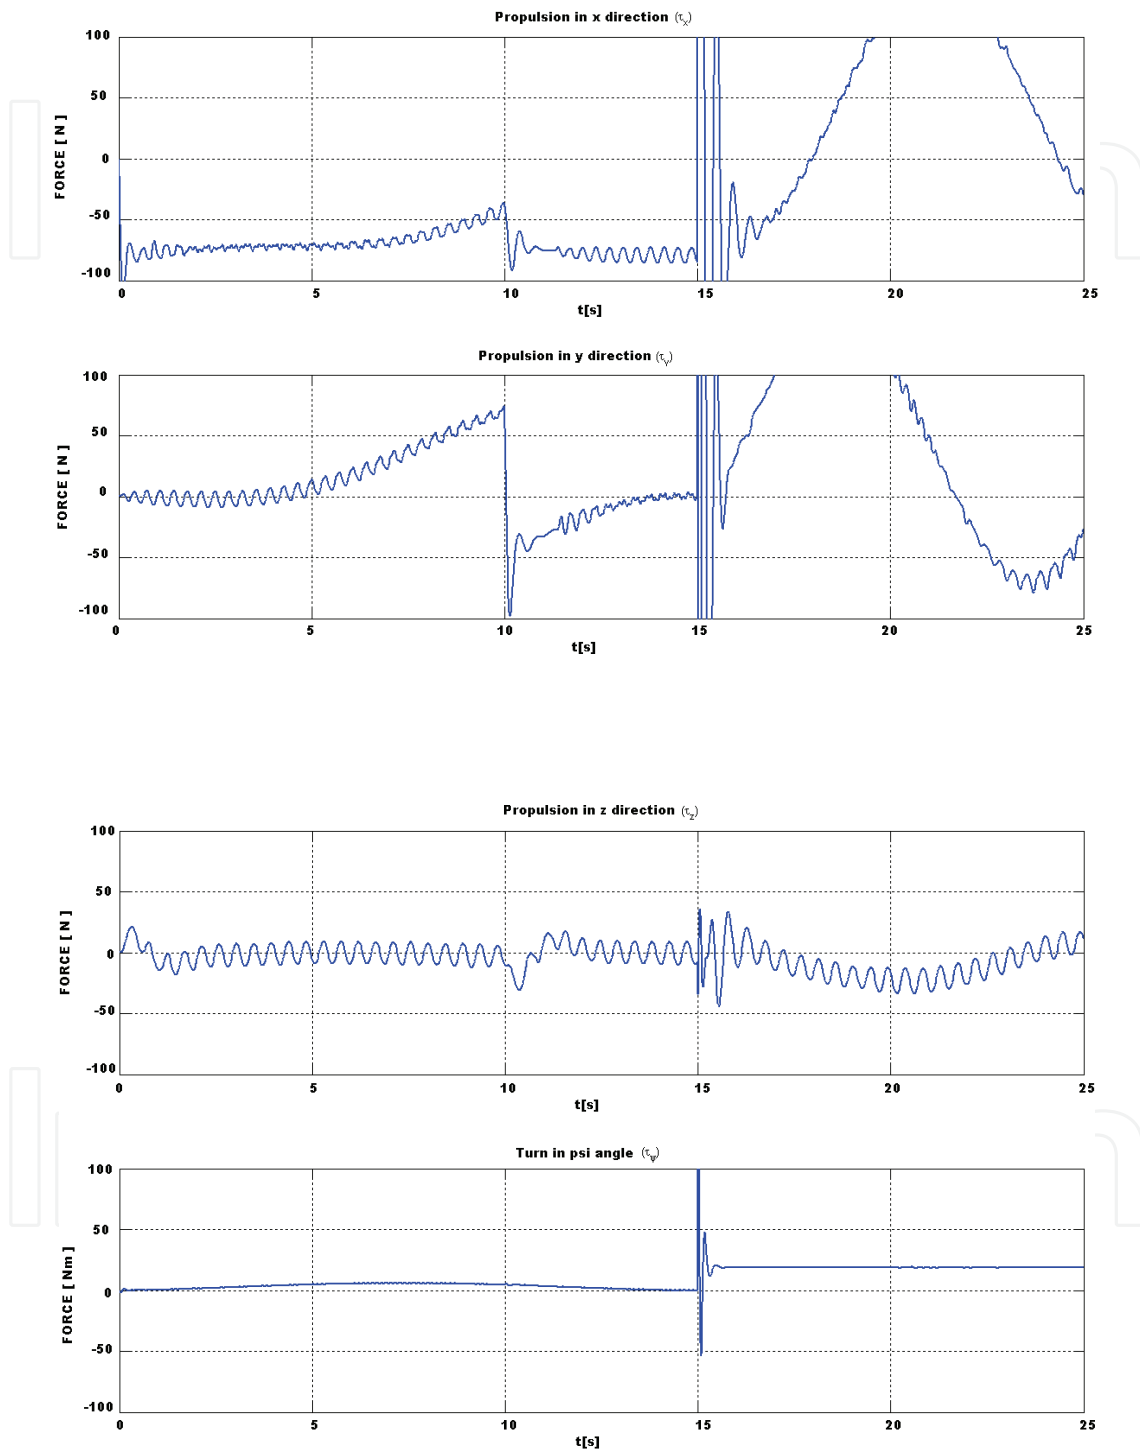 Propulsion in x direction (τx)
100
50
0
-50
-100
FORCE [ N ]
0 5 10 15 20 25
t[s]
Propulsion in y direction (τY)
100
50
0
-50
-100
FORCE [ N ]
0 5 10 15 20 25
t[s]
Propulsion in z direction (τz)
100
50
0
-50
-100
FORCE [ N ]
0 5 10 15 20 25
t[s]
Turn in psi angle (τψ)
100
50
0
-50
-100
FORCE [ Nm ]
0 5 10 15 20 25
t[s]